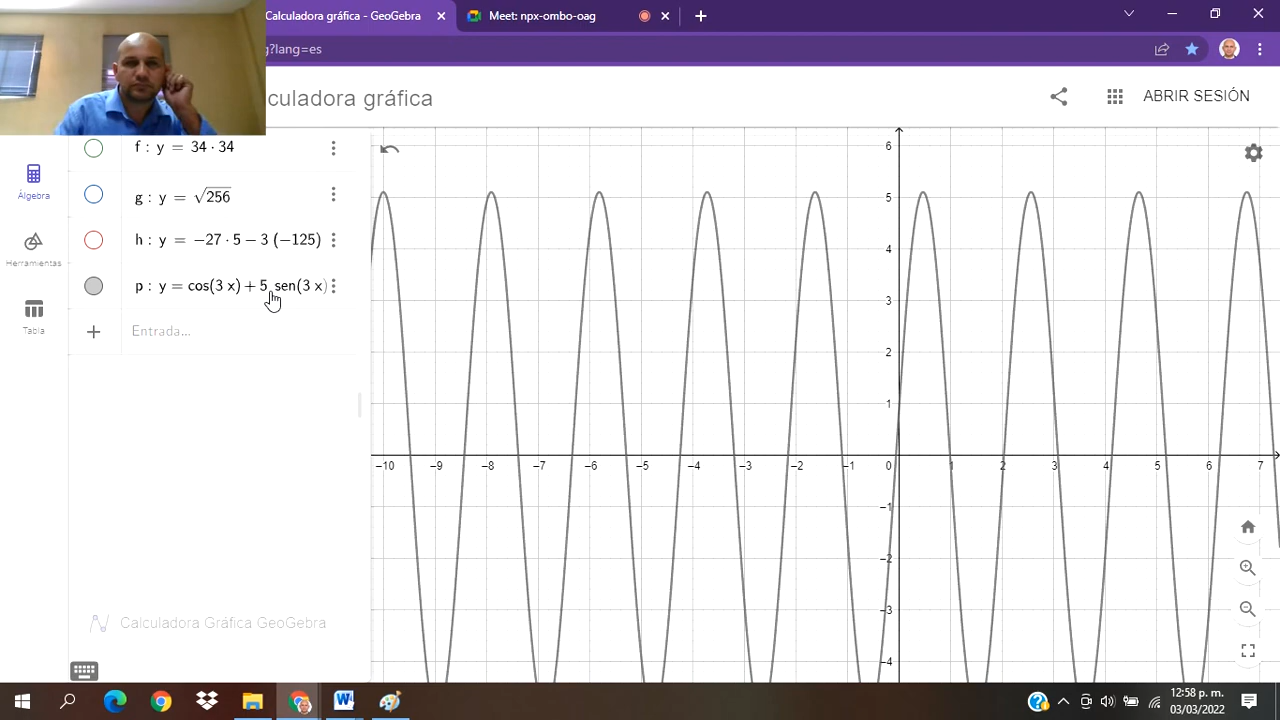 Calculadora gráfica - GeoGebra
Meet: npx-ombo-oag
g?lang=es
culadora gráfica
ABRIR SESIÓN
f : y = 34 · 34
Álgebra
g : y = √256
Herramientas
h : y = −27 · 5 − 3 (−125)
p : y = cos(3 x) + 5 sen(3 x)
Tabla
Entrada...
Calculadora Gráfica GeoGebra
6
5
4
3
2
1
−10 −9 −8 −7 −6 −5 −4 −3 −2 −1 0 1 2 3 4 5 6 7
−1
−2
−3
−4
12:58 p. m.
03/03/2022